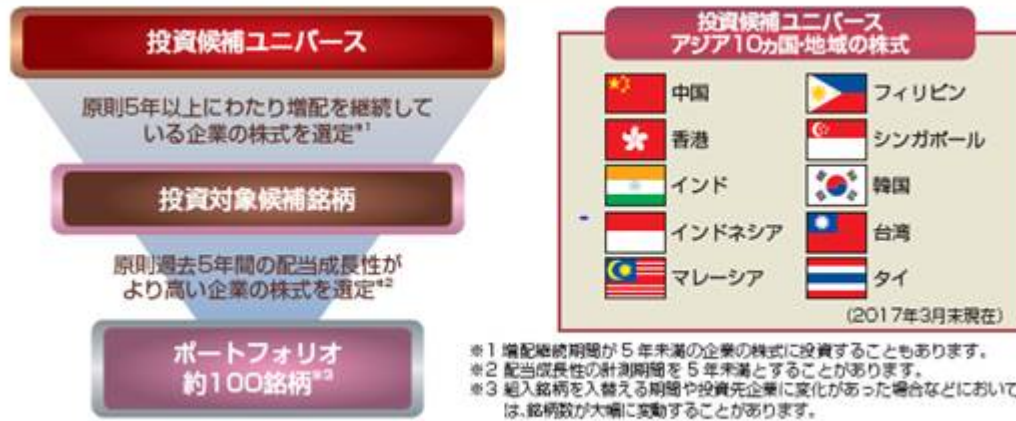 投資候補ユニバース
原則5年以上にわたり増配を継続して
いる企業の株式を選定※1
投資対象候補銘柄
原則過去5年間の配当成長性が
より高い企業の株式を選定※2
ポートフォリオ
約100銘柄※3
投資候補ユニバース
アジア10ヵ国・地域の株式
中国
フィリピン
香港
シンガポール
インド
韓国
インドネシア
台湾
マレーシア
タイ
(2017年3月末現在)
※1 増配継続期間が5年未満の企業の株式に投資することもあります。
※2 配当成長性の計測期間を5年未満とすることがあります。
※3 組入銘柄を入替える期間や投資先企業に変化があった場合などにおいて
は、銘柄数が大幅に変動することがあります。